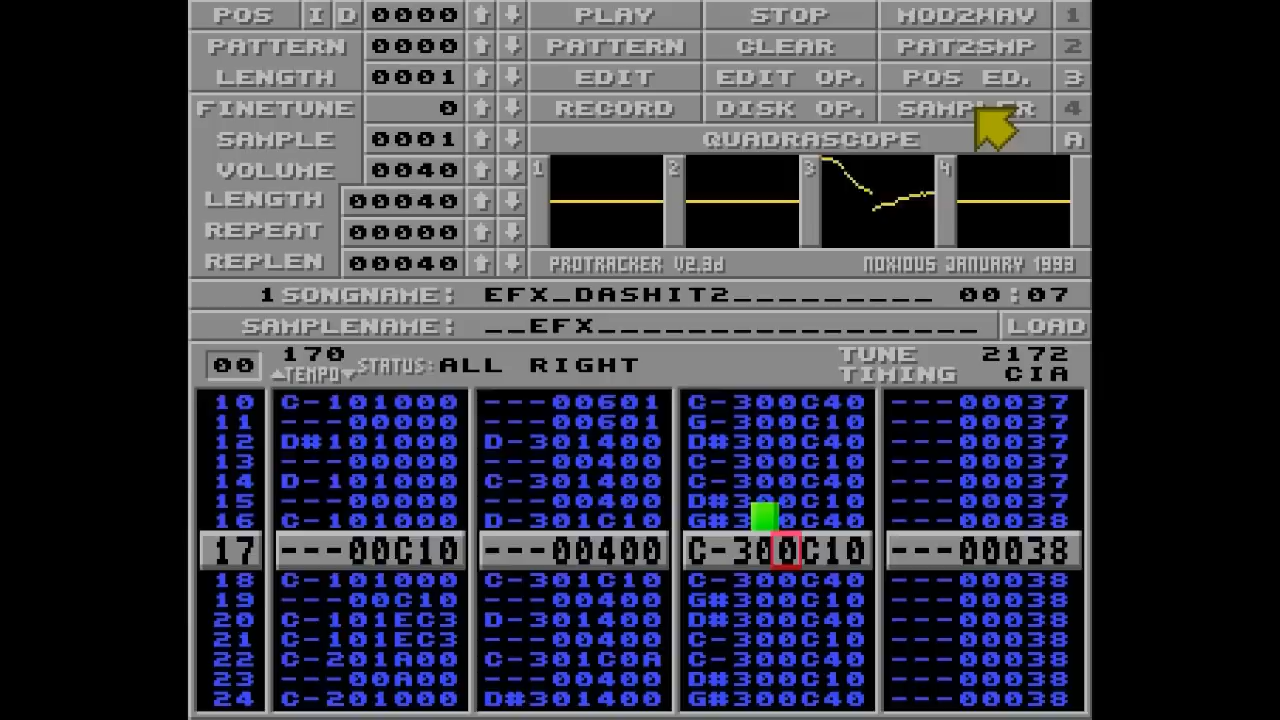 POS I D 0000 PLAY STOP MOD2WAV 1
PATTERN 0000 PATTERN CLEAR PAT2SMP 2
LENGTH 0001 EDIT EDIT OP. POS ED. 3
FINETUNE 0 RECORD DISK OP. SAMPLER 4
SAMPLE 0001 QUADRASCOPE A
VOLUME 0040 1 2 3 4
LENGTH 00040
REPEAT 00000
REPLEN 00040 PROTRACKER V2.3d NOXIOUS JANUARY 1993
1 SONGNAME: EFX_DASHIT2_________ 00:07
SAMPLENAME: __EFX_________________ LOAD
00 170 TEMPO STATUS: ALL RIGHT TUNE 2172
TIMING CIA
10 C-101000 ---00601 C-300C40 ---00037
11 ---00000 ---00601 G-300C10 ---00037
12 D#101000 D-301400 D#300C40 ---00037
13 ---00000 ---00400 C-300C10 ---00037
14 D-101000 C-301400 C-300C40 ---00037
15 ---00000 ---00400 D#300C10 ---00037
16 C-101000 D-301C10 G#300C40 ---00038
17 ---00C10 ---00400 C-300C10 ---00038
18 C-101000 C-301C10 C-300C40 ---00038
19 ---00C10 ---00400 G#300C10 ---00038
20 C-101EC3 D-301400 D#300C40 ---00038
21 C-101EC3 ---00400 C-300C10 ---00038
22 C-201A00 C-301C0A C-300C40 ---00038
23 ---00A00 ---00400 D#300C10 ---00038
24 C-201000 D#301400 G#300C40 ---00038